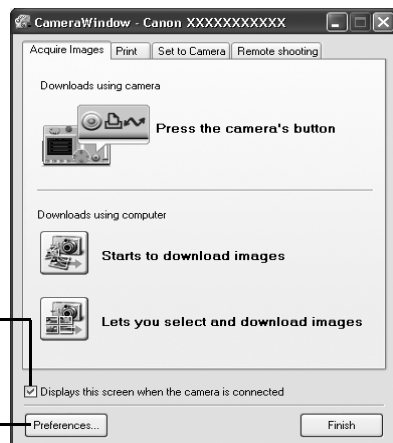 CameraWindow - Canon XXXXXXXXXXX
Acquire Images Print Set to Camera Remote shooting
Downloads using camera
Press the camera's button
Downloads using computer
Starts to download images
Lets you select and download images
Displays this screen when the camera is connected
Preferences... Finish